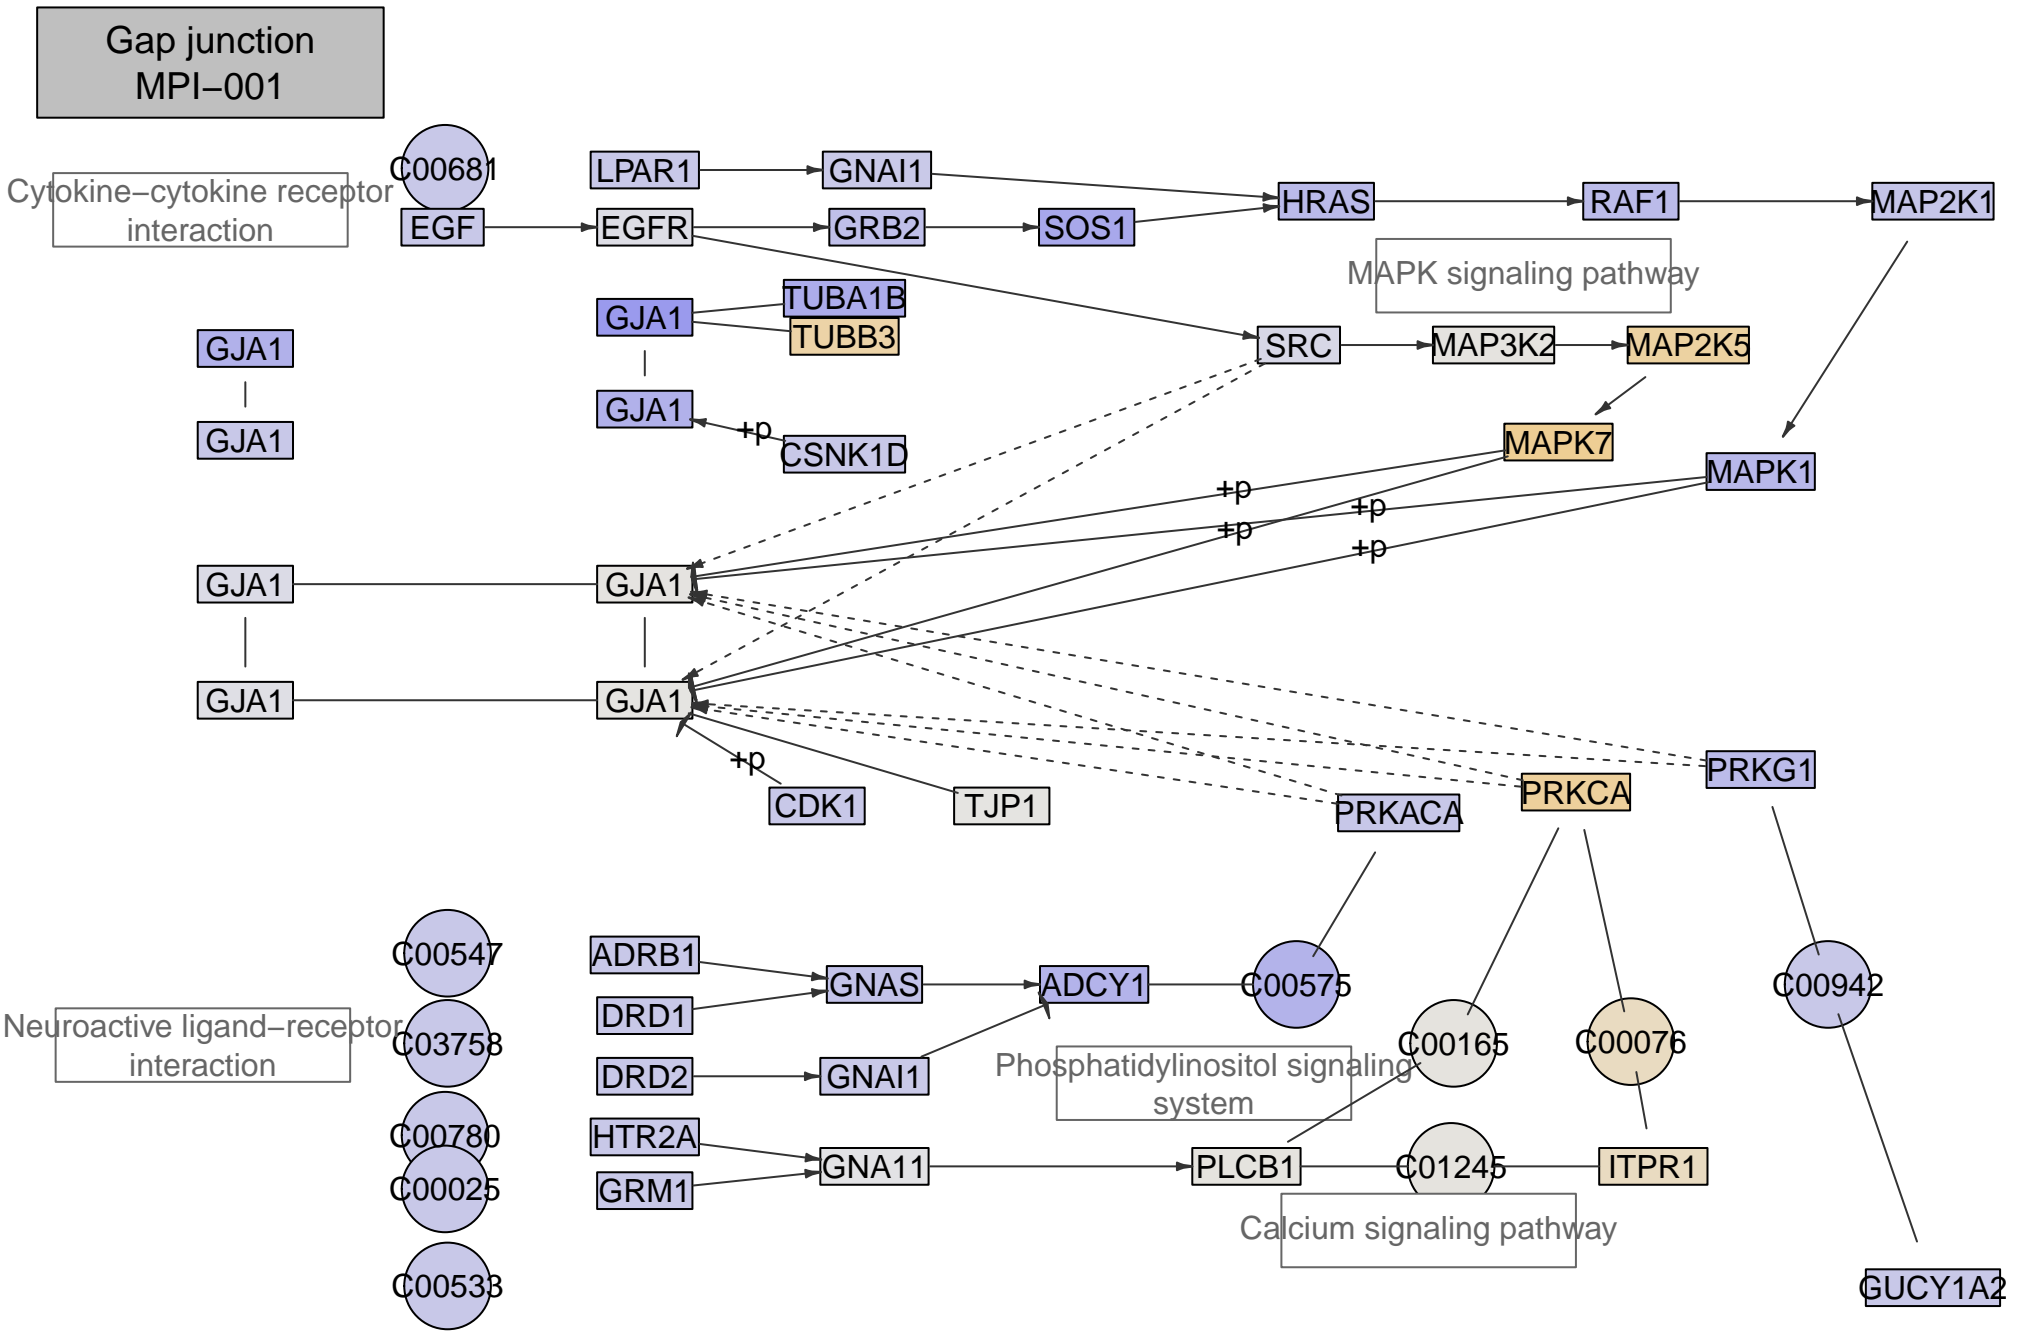 Gap junction
MPI−001
C00681
LPAR1
GNAI1
Cytokine−cytokine receptor
interaction
HRAS
RAF1
MAP2K1
EGF
EGFR
GRB2
SOS1
MAPK signaling pathway
TUBA1B
GJA1
TUBB3
GJA1
SRC
MAP3K2
MAP2K5
GJA1
+p
GJA1
CSNK1D
MAPK7
MAPK1
+p
+p
+p
+p
GJA1
GJA1
GJA1
GJA1
+p
PRKG1
CDK1
TJP1
PRKACA
PRKCA
C00547
ADRB1
GNAS
ADCY1
C00575
C00942
DRD1
Neuroactive ligand−receptor
interaction
C03758
C00165
C00076
DRD2
GNAI1
Phosphatidylinositol signaling
system
C00780
HTR2A
GNA11
PLCB1
C01245
ITPR1
C00025
GRM1
Calcium signaling pathway
C00533
GUCY1A2